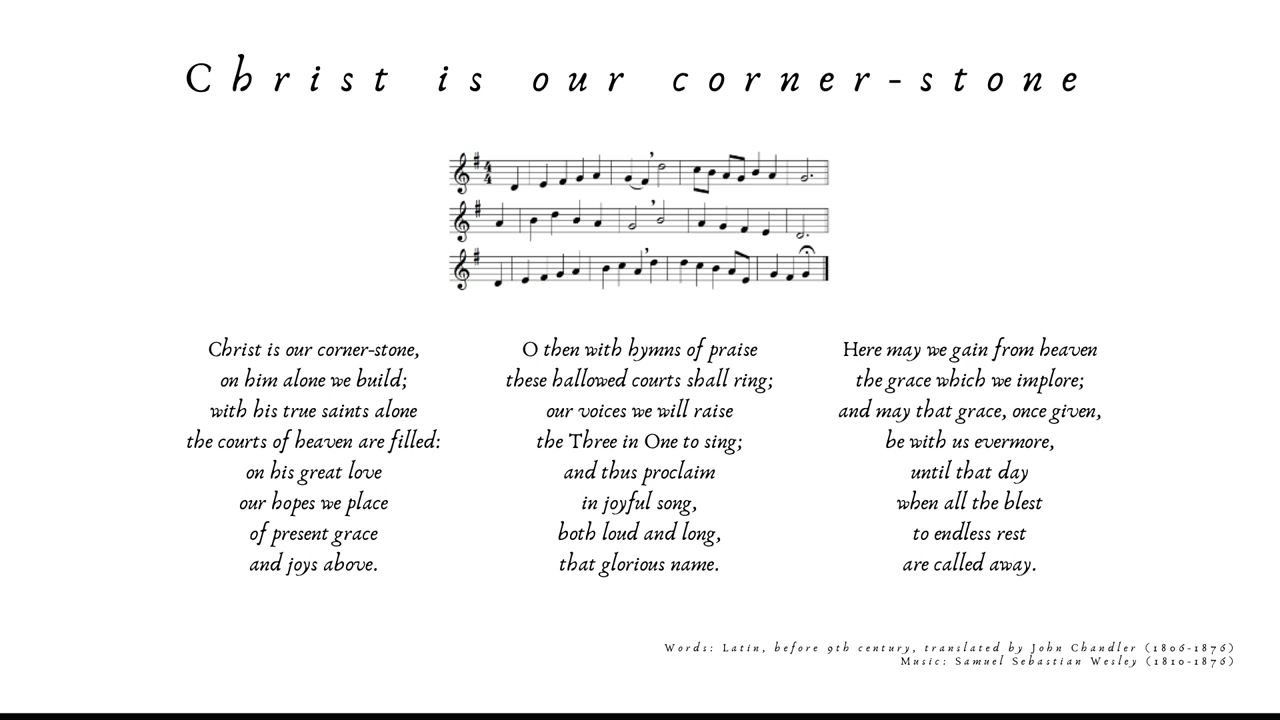 Christ is our corner-stone
Christ is our corner-stone,
on him alone we build;
with his true saints alone
the courts of heaven are filled:
on his great love
our hopes we place
of present grace
and joys above.
O then with hymns of praise
these hallowed courts shall ring;
our voices we will raise
the Three in One to sing;
and thus proclaim
in joyful song,
both loud and long,
that glorious name.
Here may we gain from heaven
the grace which we implore;
and may that grace, once given,
be with us evermore,
until that day
when all the blest
to endless rest
are called away.
Words: Latin, before 9th century, translated by John Chandler (1806-1876)
Music: Samuel Sebastian Wesley (1810-1876)